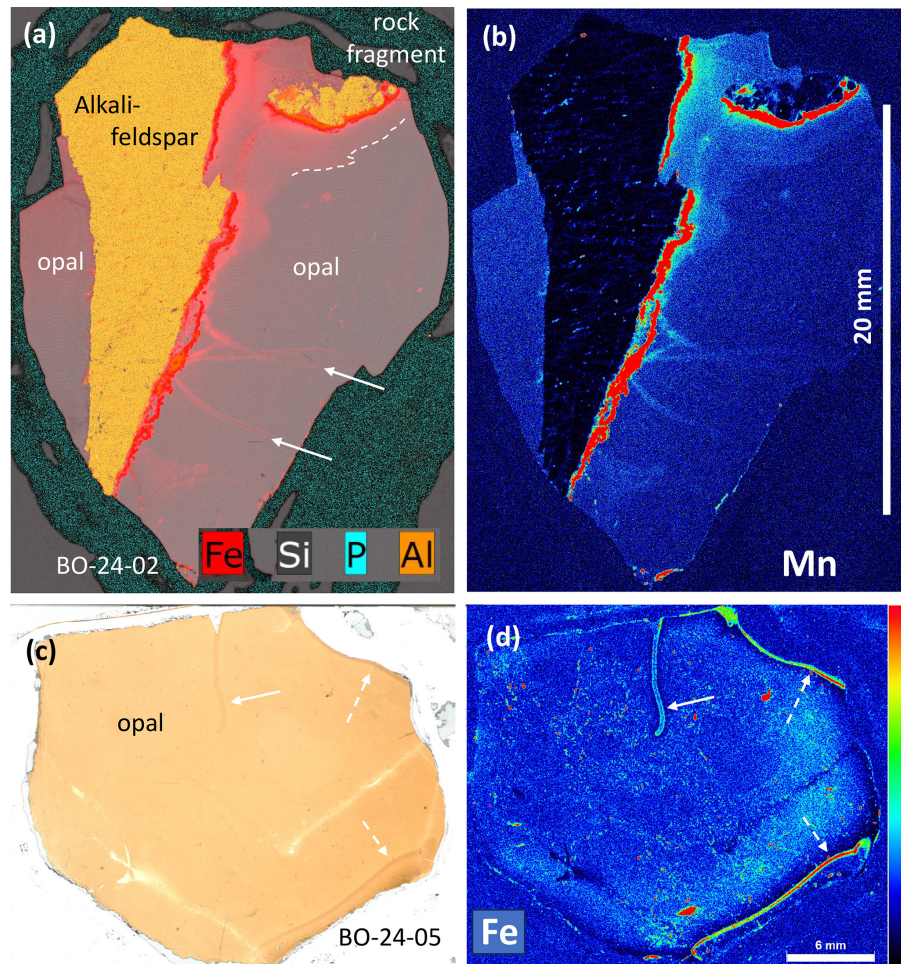 (a)
rock
fragment
Alkali-
feldspar
opal
opal
BO-24-02
Fe Si P Al
(b)
20 mm
Mn
(c)
opal
BO-24-05
(d)
Fe
6 mm